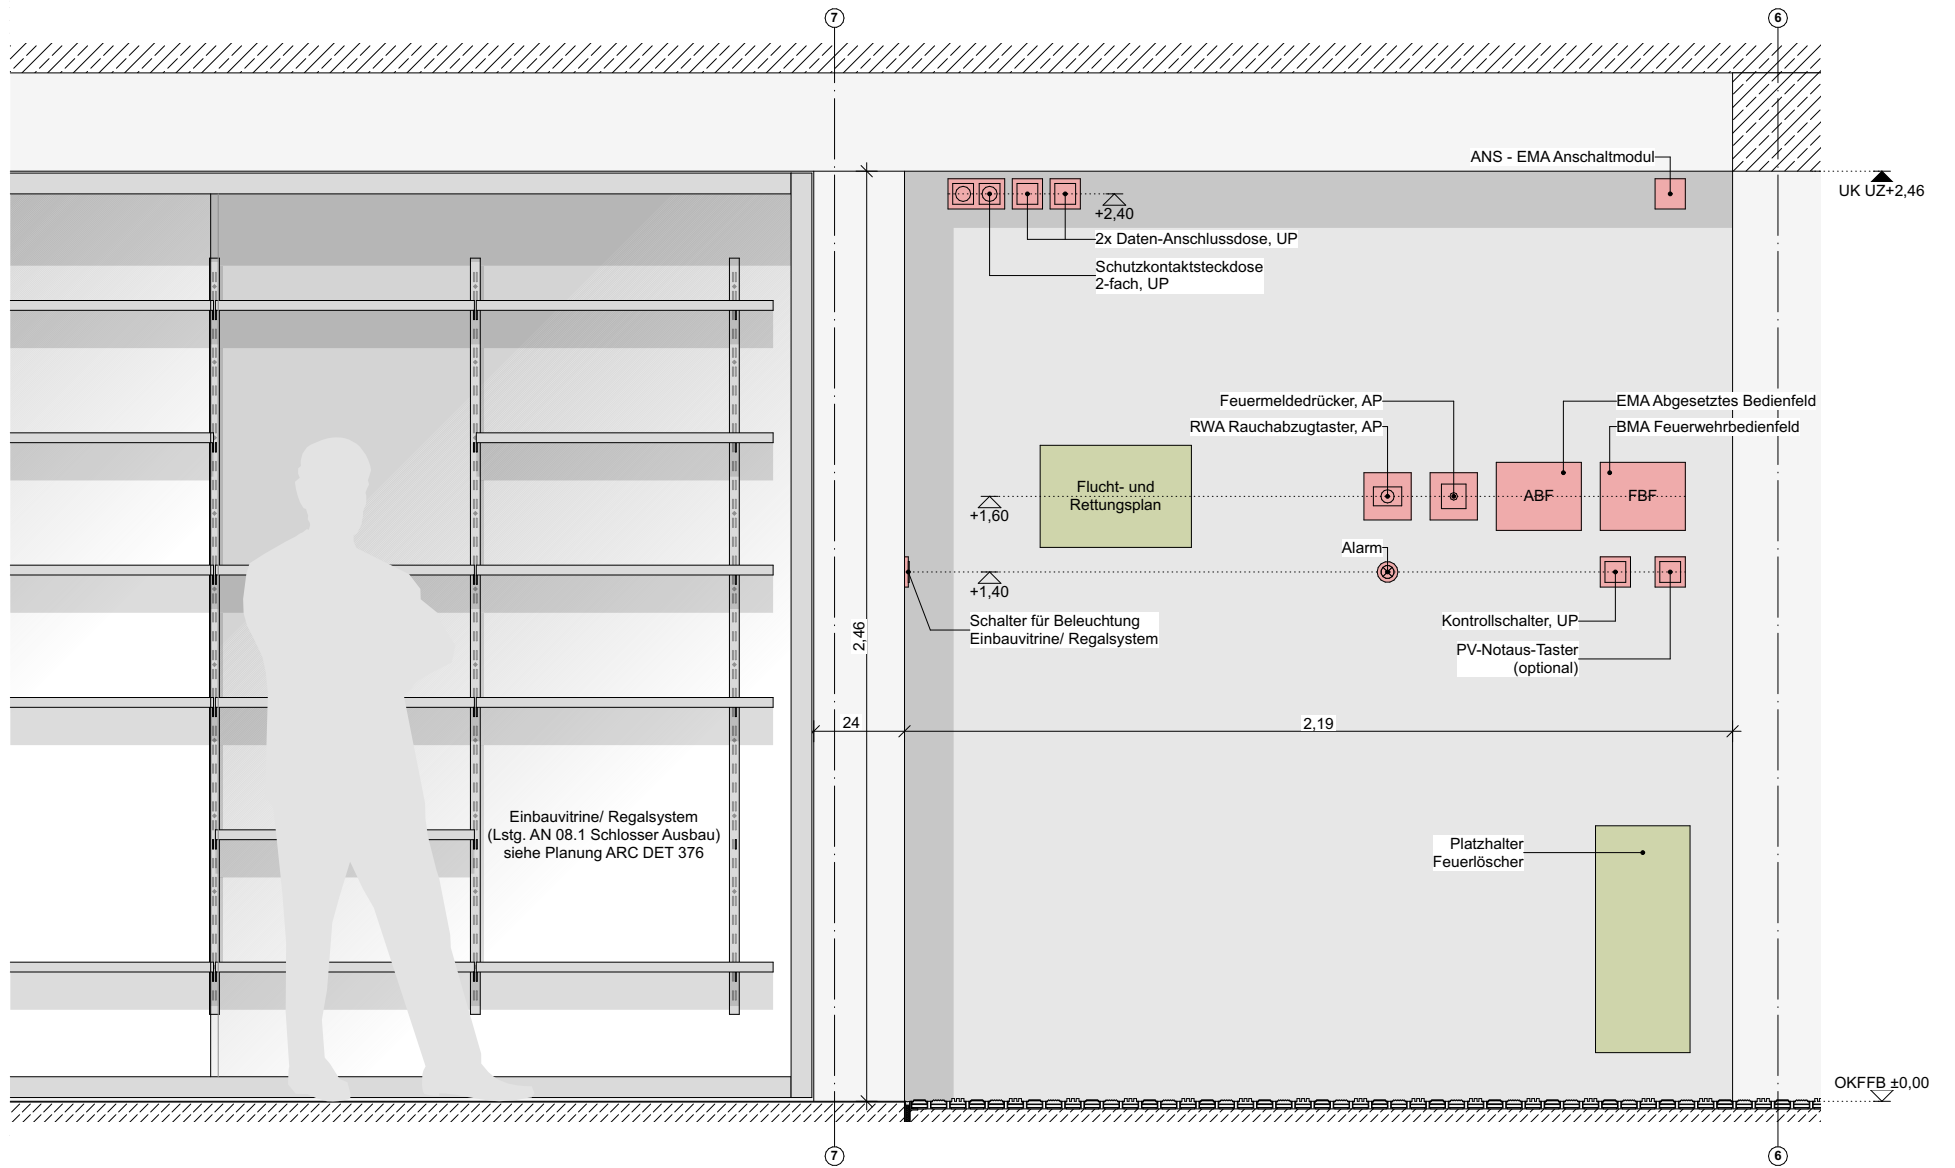 7
6
ANS - EMA Anschaltmodul
UK UZ+2,46
+2,40
2x Daten-Anschlussdose, UP
Schutzkontaktsteckdose
2-fach, UP
Feuermeldedrücker, AP
EMA Abgesetztes Bedienfeld
RWA Rauchabzugtaster, AP
BMA Feuerwehrbedienfeld
Flucht- und
Rettungsplan
ABF
FBF
+1,60
Alarm
+1,40
Schalter für Beleuchtung
Einbauvitrine/ Regalsystem
Kontrollschalter, UP
PV-Notaus-Taster
(optional)
2,46
24
2,19
Einbauvitrine/ Regalsystem
(Lstg. AN 08.1 Schlosser Ausbau)
siehe Planung ARC DET 376
Platzhalter
Feuerlöscher
OKFFB ±0,00
7
6